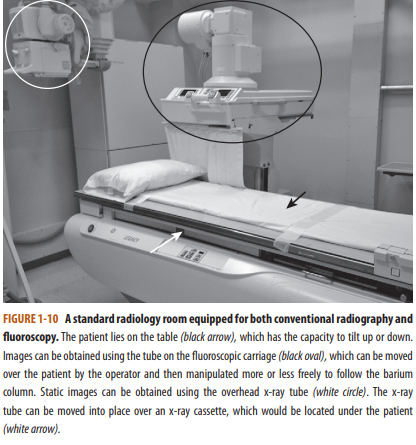 FIGURE 1-10 A standard radiology room equipped for both conventional radiography and
fluoroscopy. The patient lies on the table (black arrow), which has the capacity to tilt up or down.
Images can be obtained using the tube on the fluoroscopic carriage (black oval), which can be moved
over the patient by the operator and then manipulated more or less freely to follow the barium
column. Static images can be obtained using the overhead x-ray tube (white circle). The x-ray
tube can be moved into place over an x-ray cassette, which would be located under the patient
(white arrow).